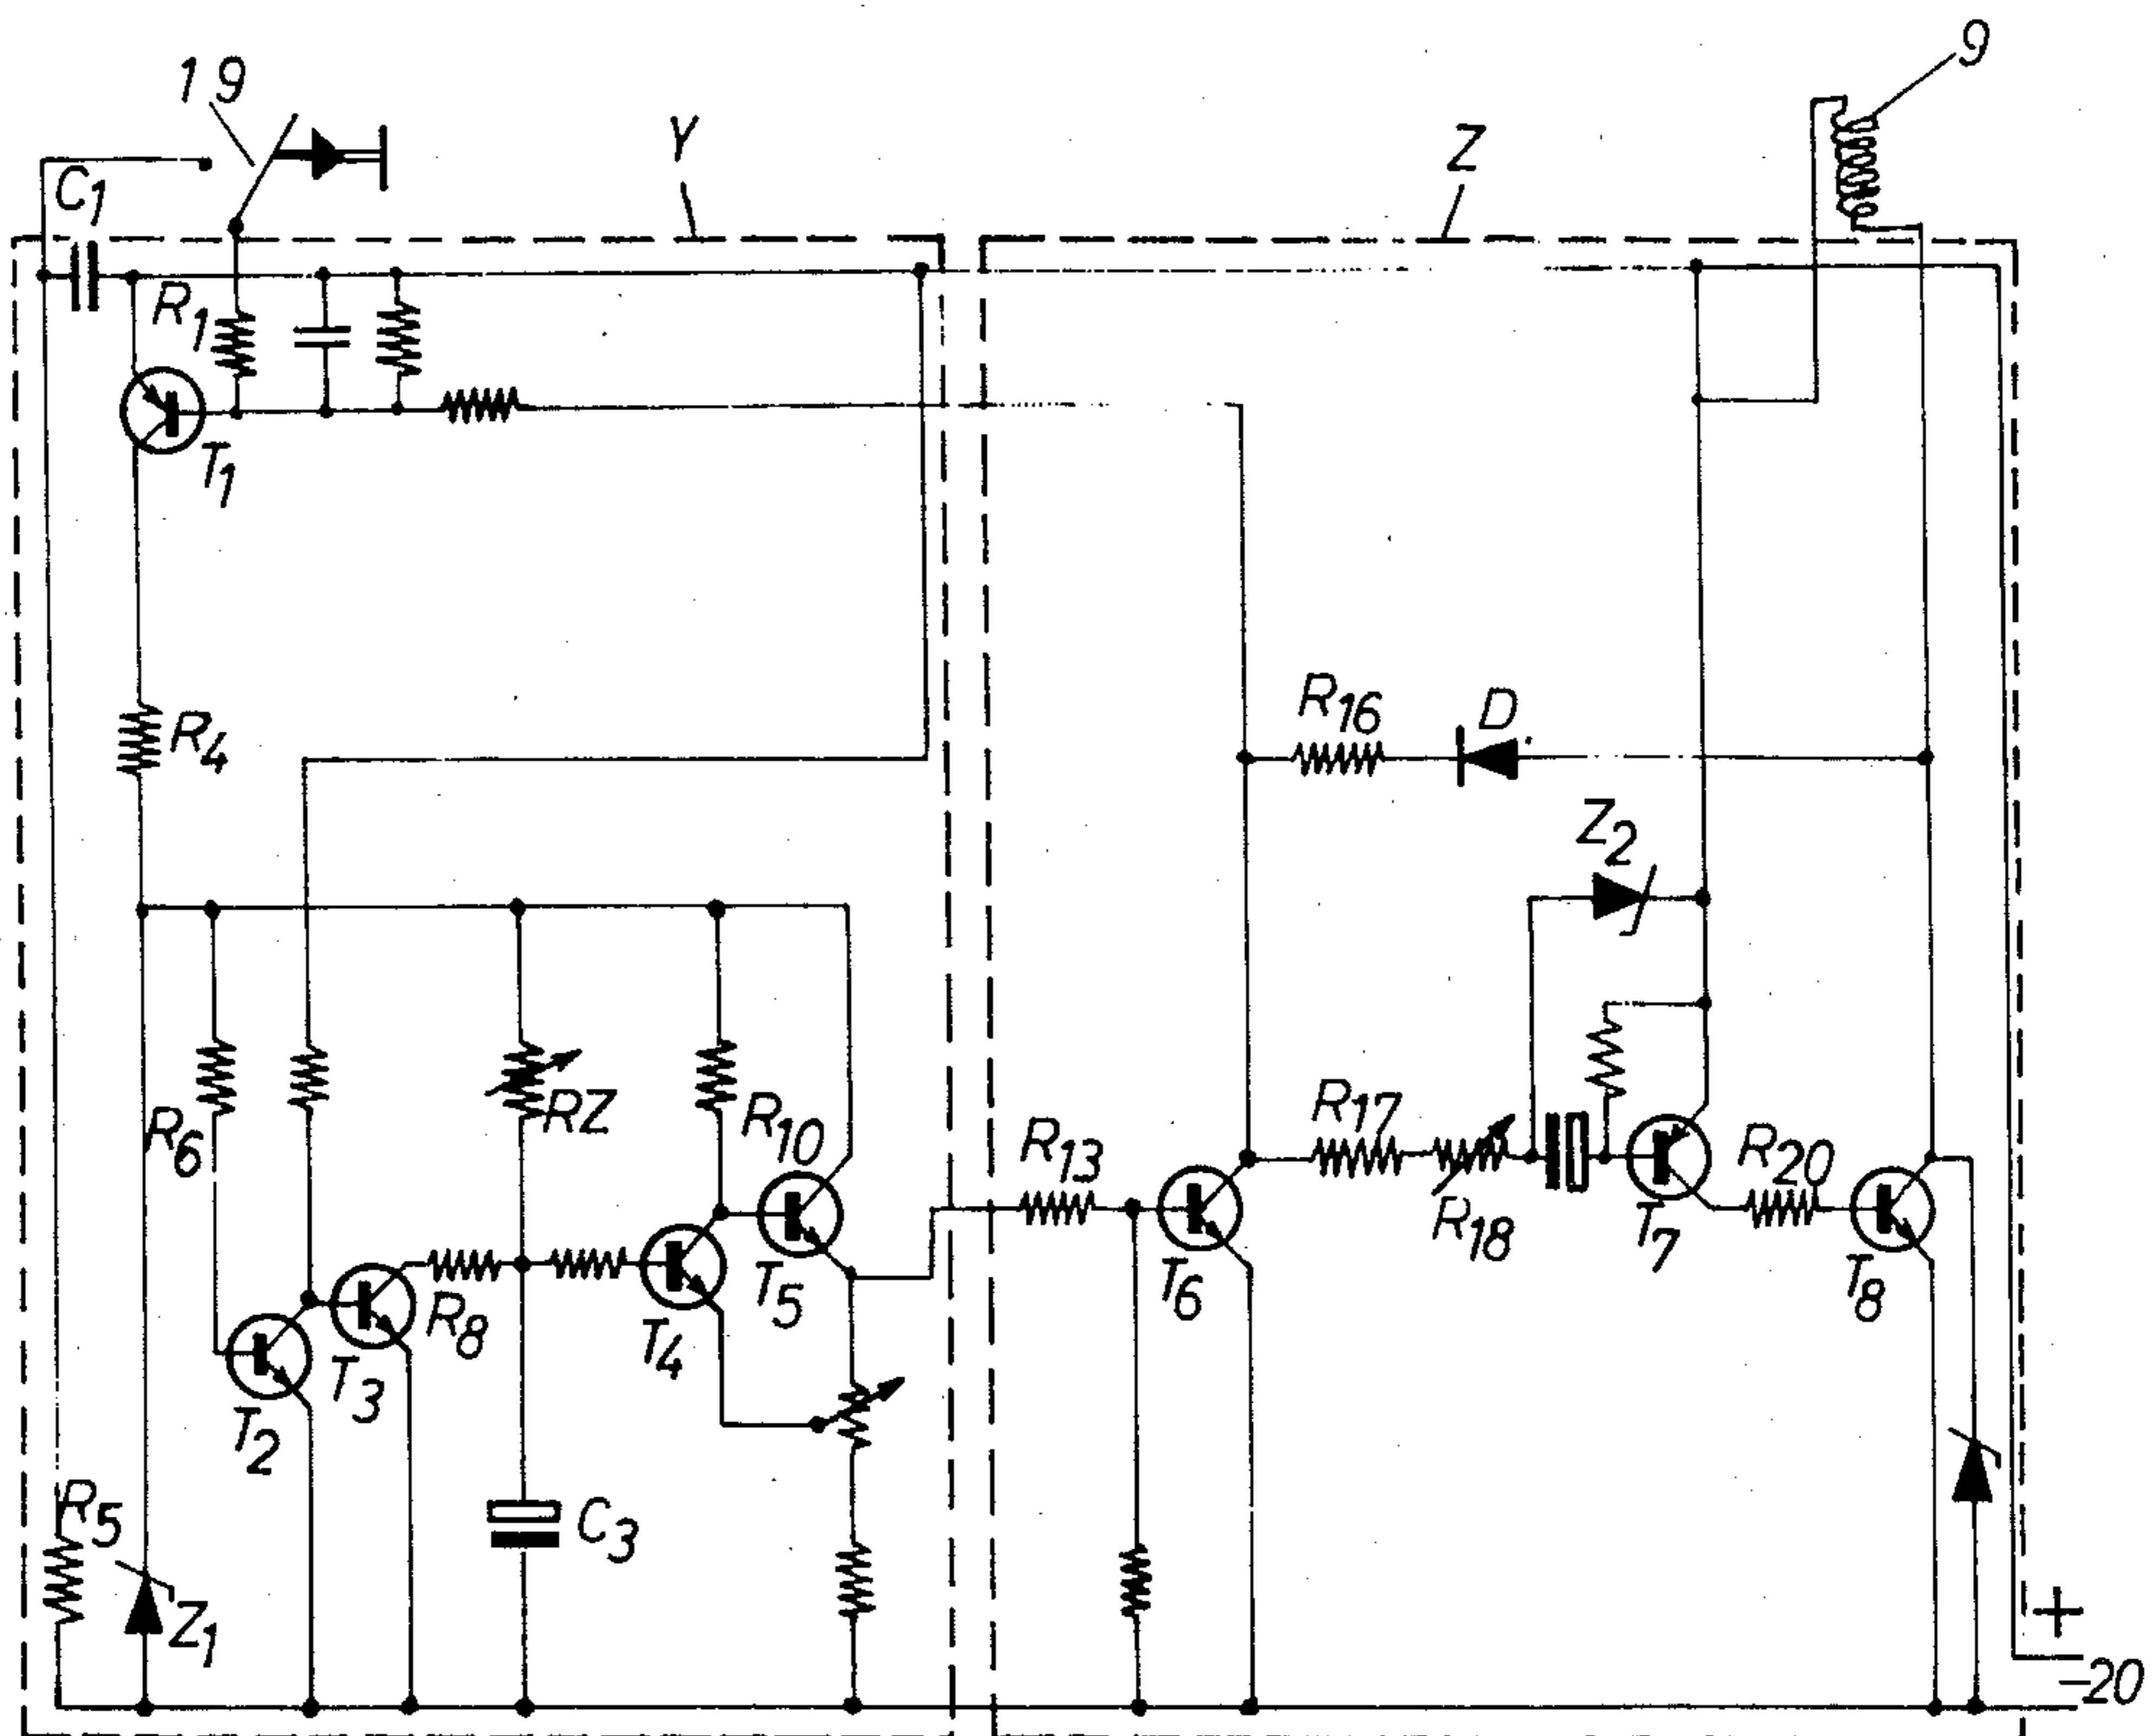 9
19
Y
Z
C1
R1
T1
R4
R16
D
Z2
R6
RZ
R10
R13
R17
R18
T7
R20
T8
T6
T5
T4
R8
T3
T2
R5
C3
Z1
+
-20